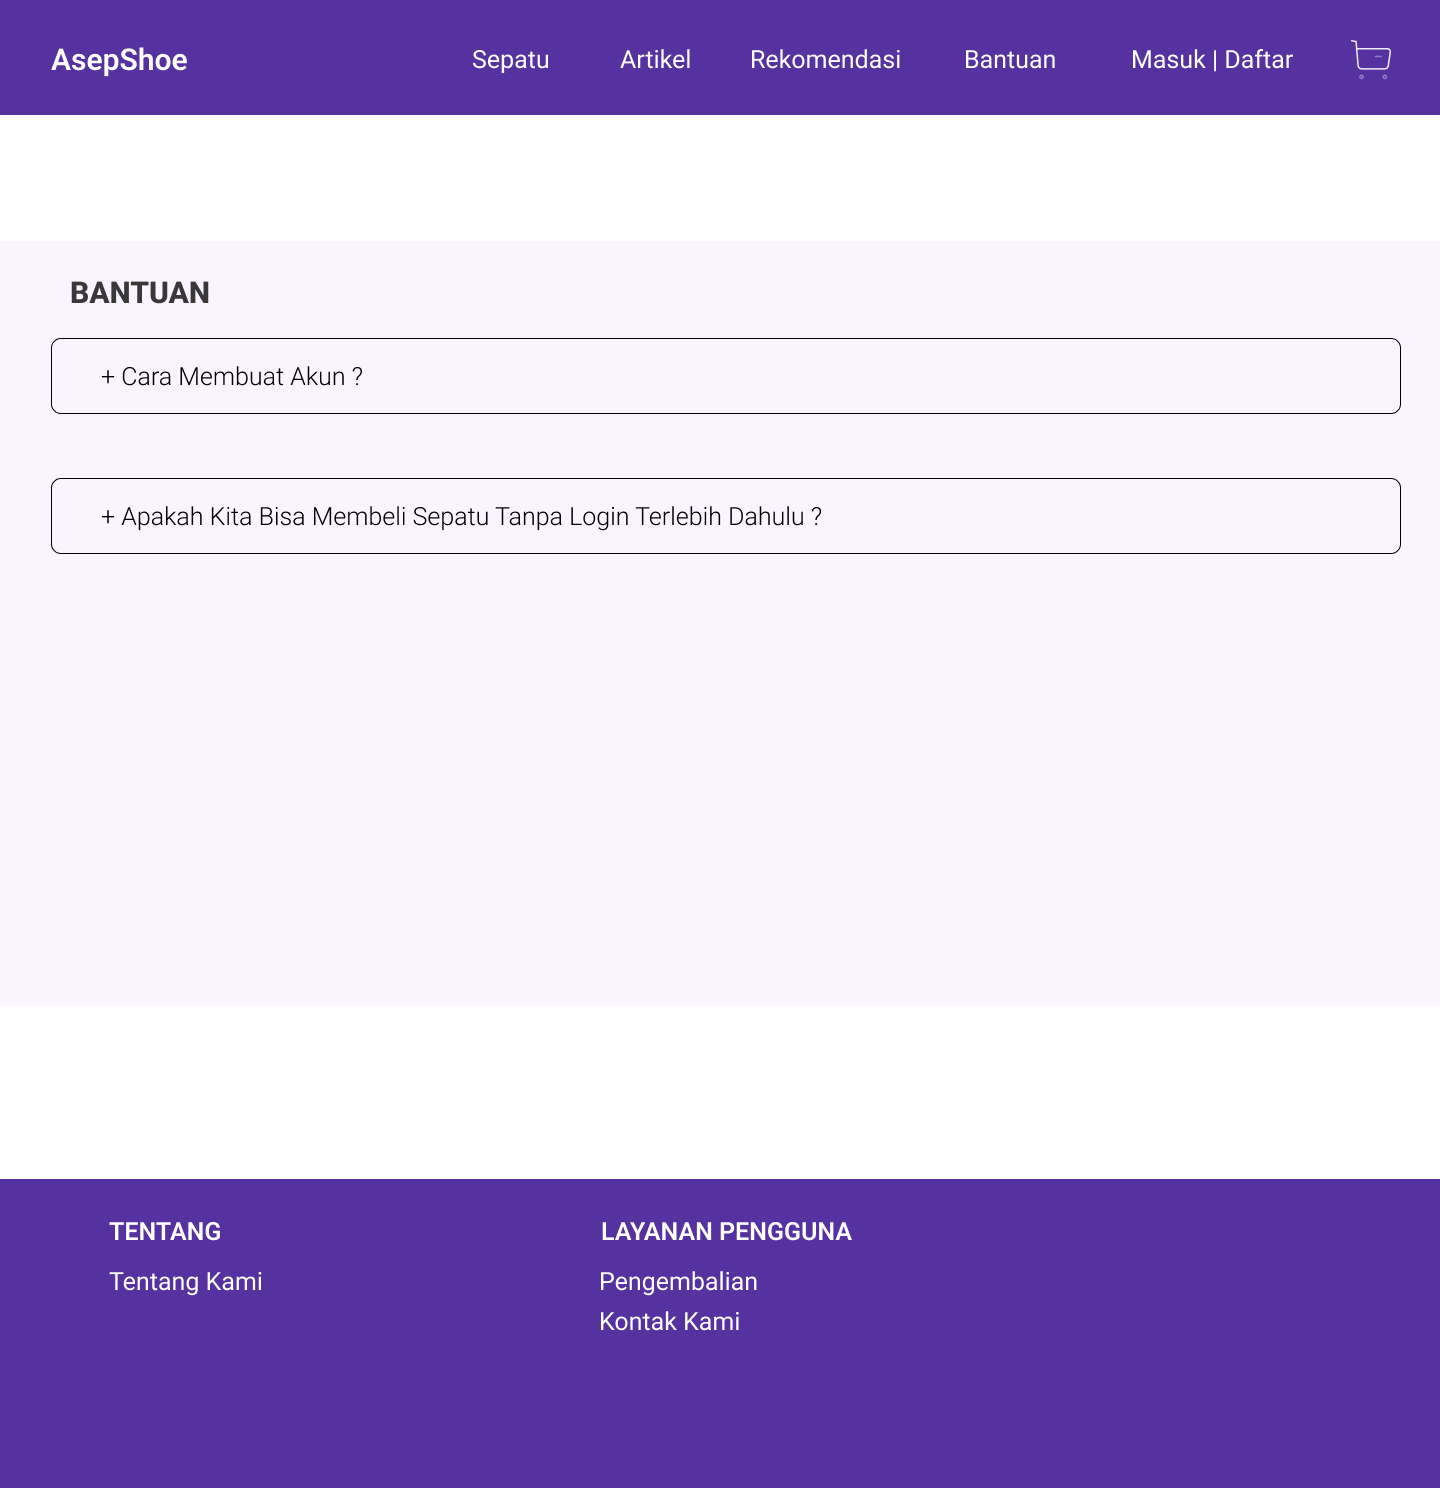 AsepShoe
Sepatu
Artikel
Rekomendasi
Bantuan
Masuk | Daftar
BANTUAN
+ Cara Membuat Akun ?
+ Apakah Kita Bisa Membeli Sepatu Tanpa Login Terlebih Dahulu ?
TENTANG
Tentang Kami
LAYANAN PENGGUNA
Pengembalian
Kontak Kami